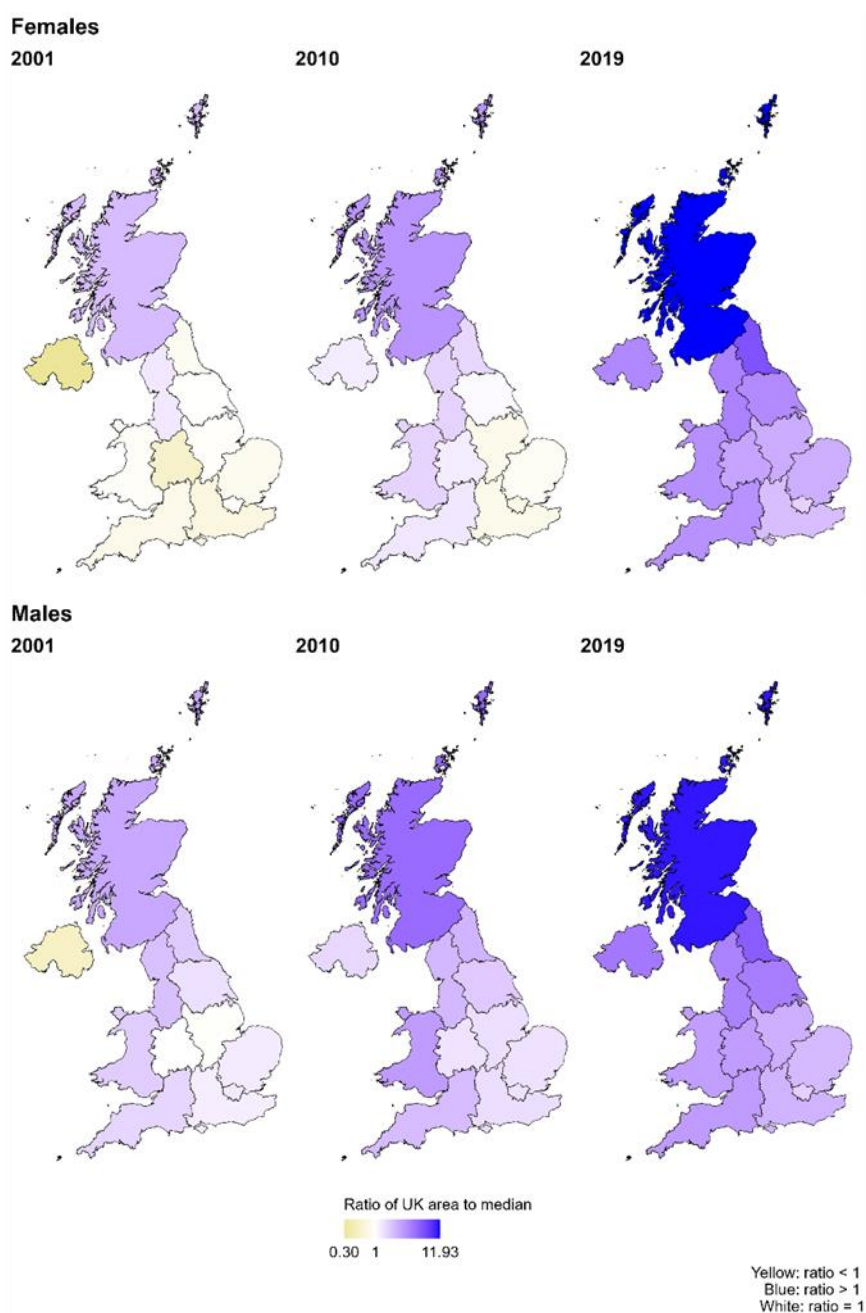 Females
2001 2010 2019
Males
2001 2010 2019
Ratio of UK area to median
0.30 1 11.93
Yellow: ratio < 1
Blue: ratio > 1
White: ratio = 1